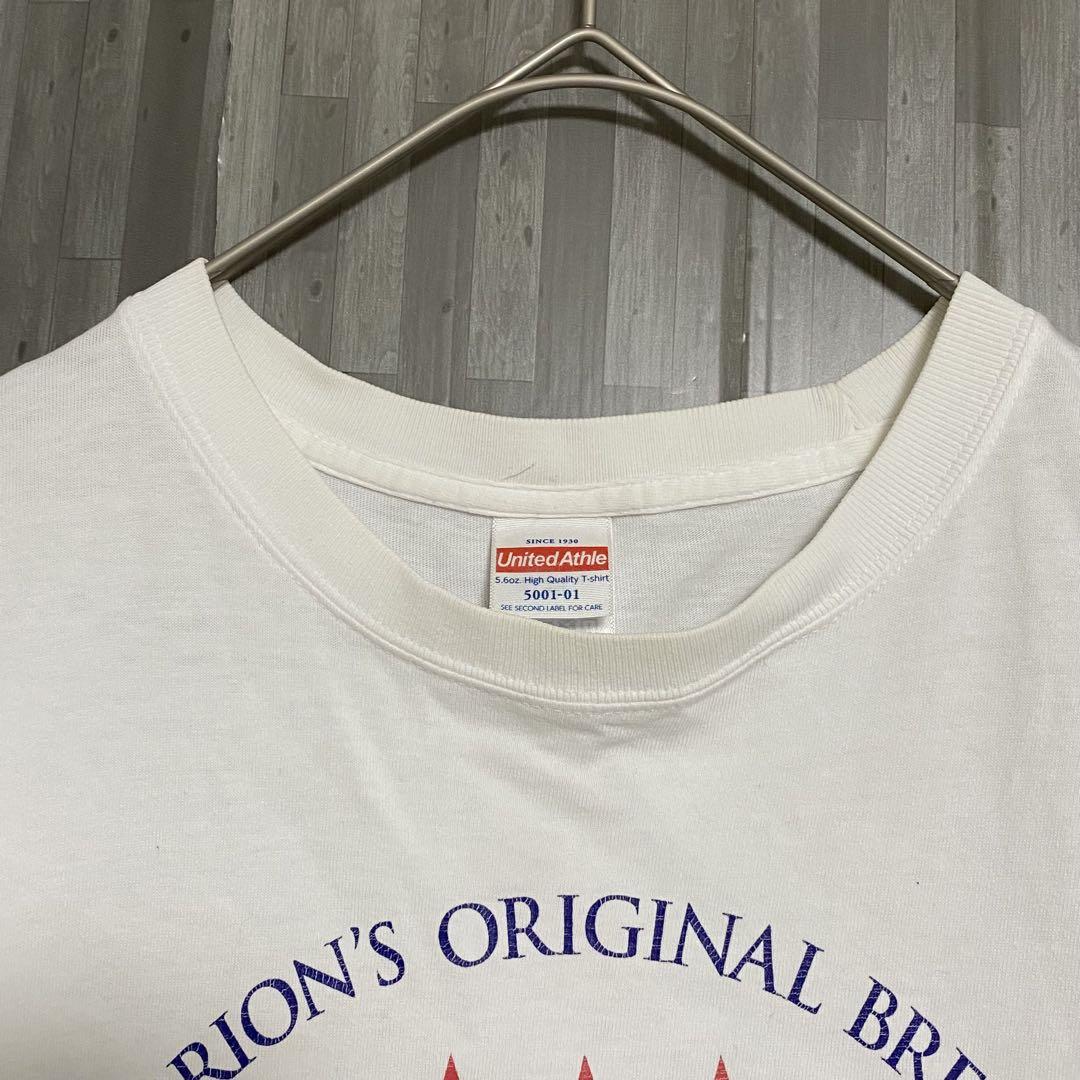 SINCE 1930
United Athle
5.6oz. High Quality T-shirt
5001-01
SEE SECOND LABEL FOR CARE
RION'S ORIGINAL BRE